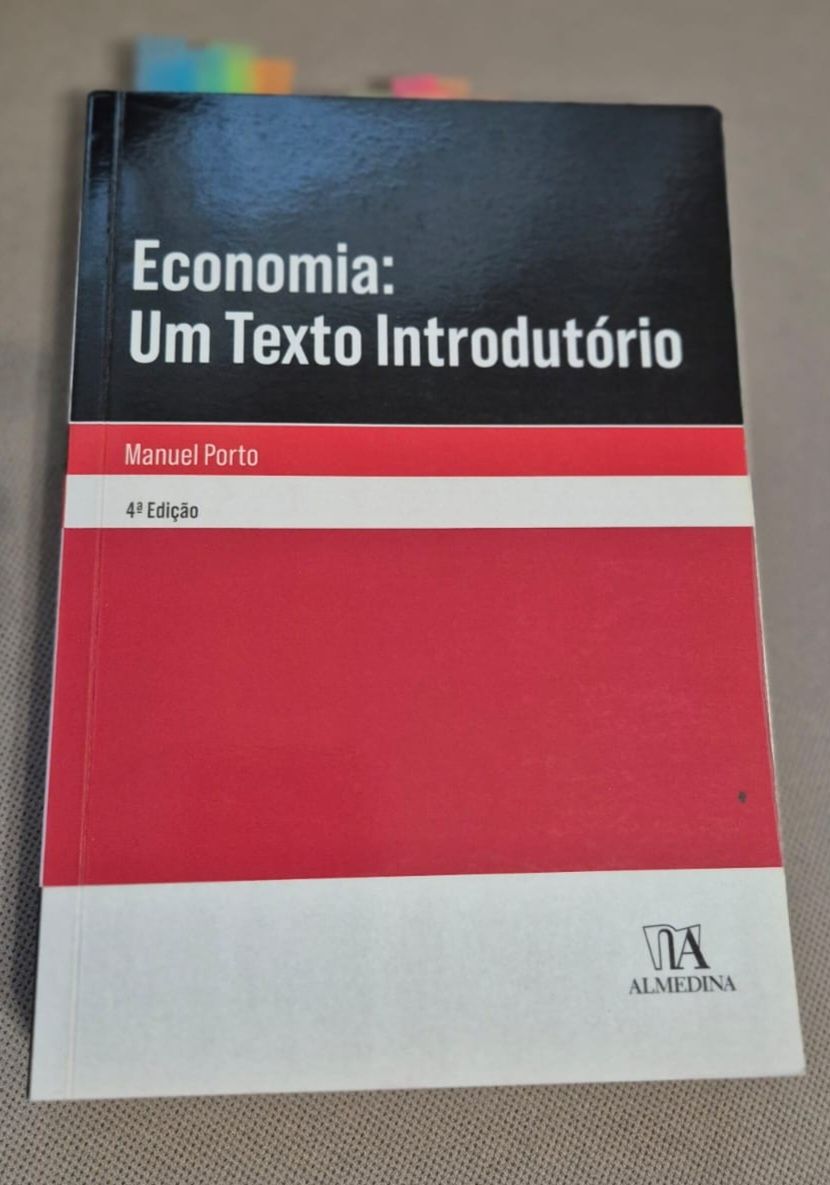 Economia:
Um Texto Introdutório
Manuel Porto
4ª Edição
ALMEDINA